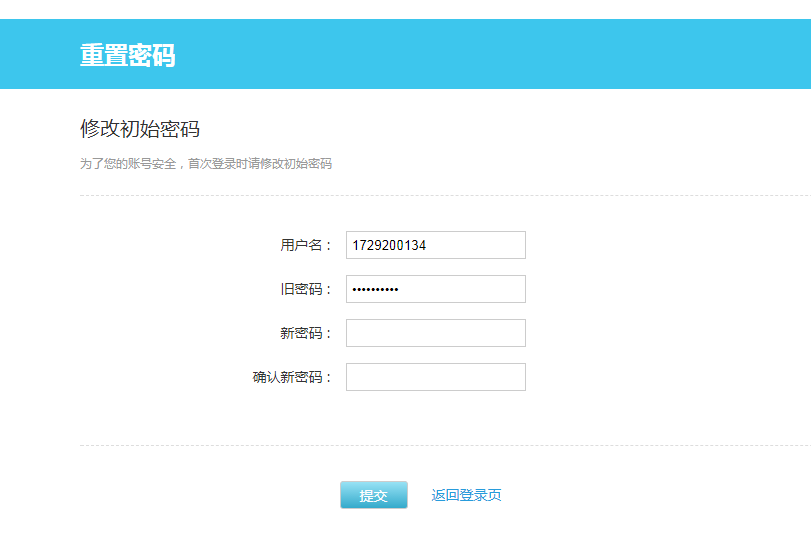 重置密码
修改初始密码
为了您的账号安全，首次登录时请修改初始密码
用户名： 1729200134
旧密码： ••••••••••
新密码：
确认新密码：
提交 返回登录页